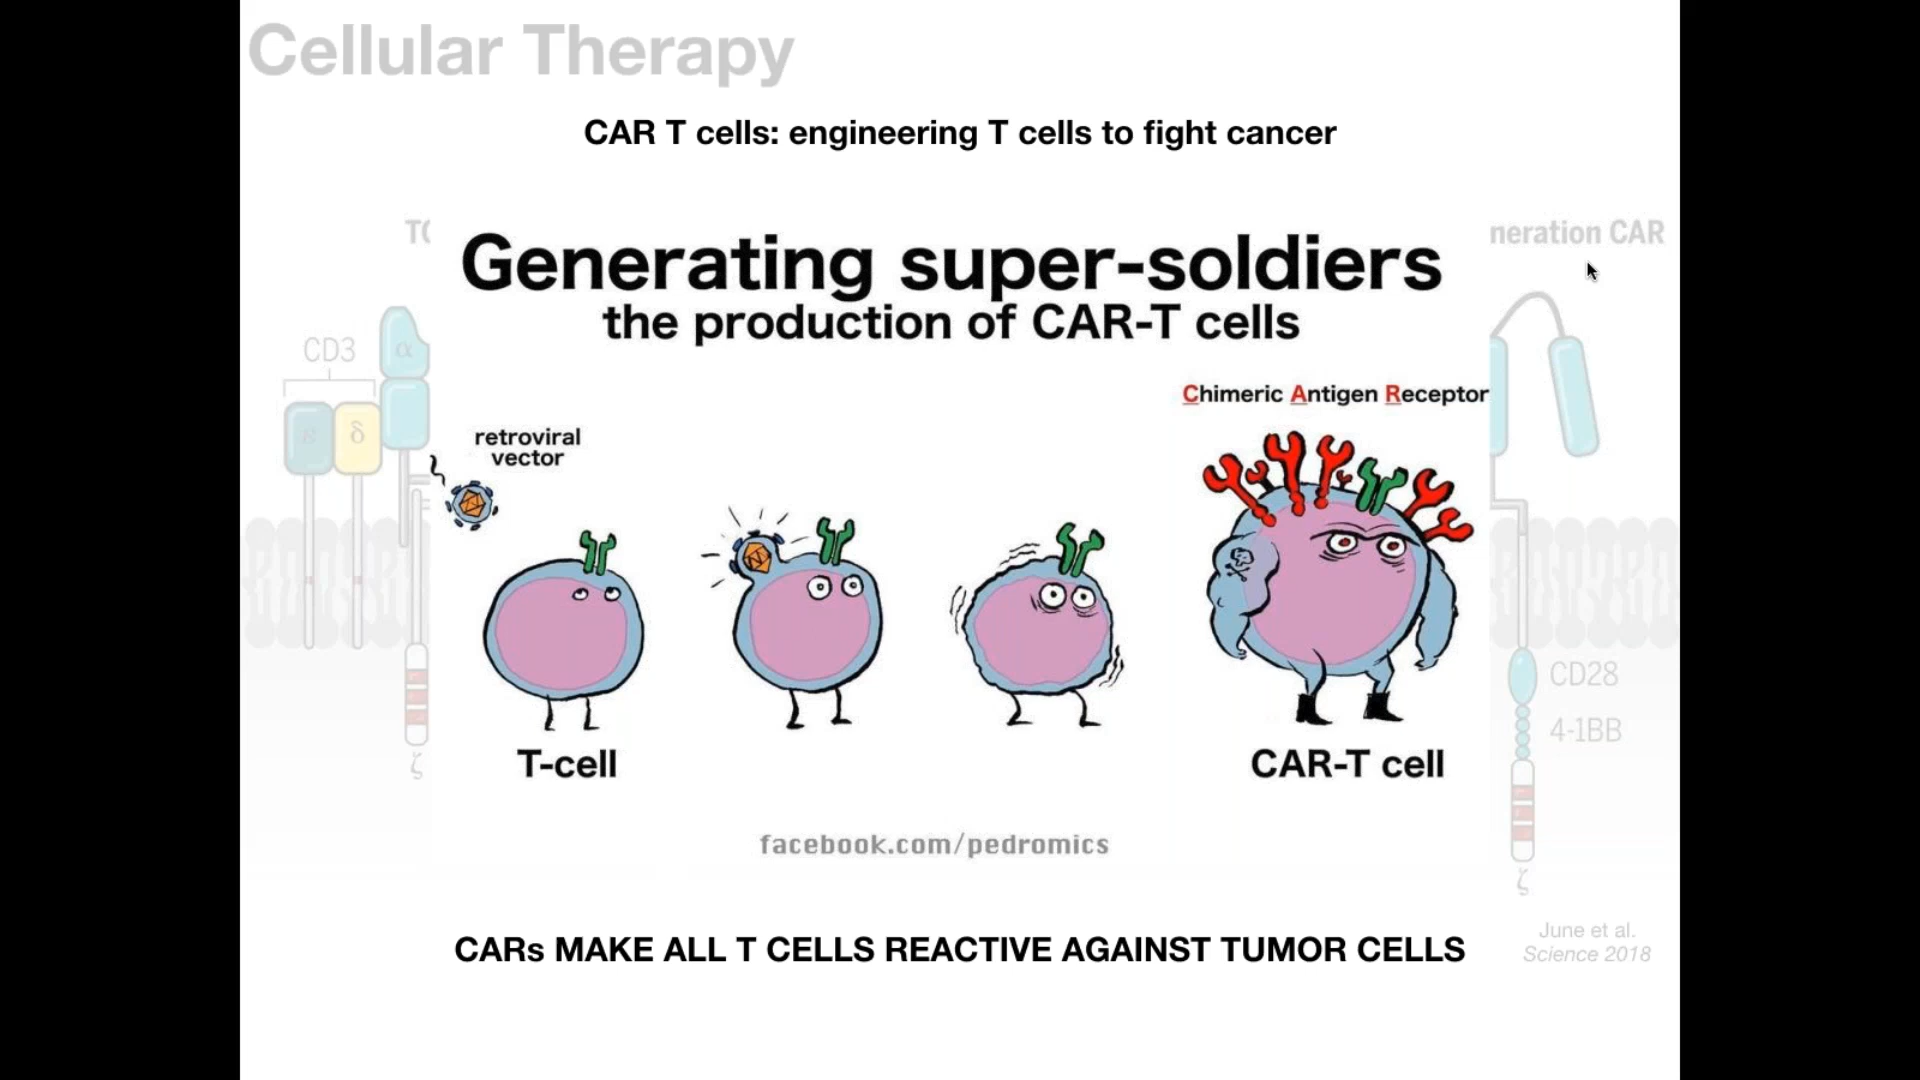 Cellular Therapy
CAR T cells: engineering T cells to fight cancer
neration CAR
Generating super-soldiers
the production of CAR-T cells
CD3
α
ε
δ
Chimeric Antigen Receptor
retroviral
vector
CD28
4-1BB
ζ
T-cell
CAR-T cell
ζ
facebook.com/pedromics
CARs MAKE ALL T CELLS REACTIVE AGAINST TUMOR CELLS
June et al.
Science 2018